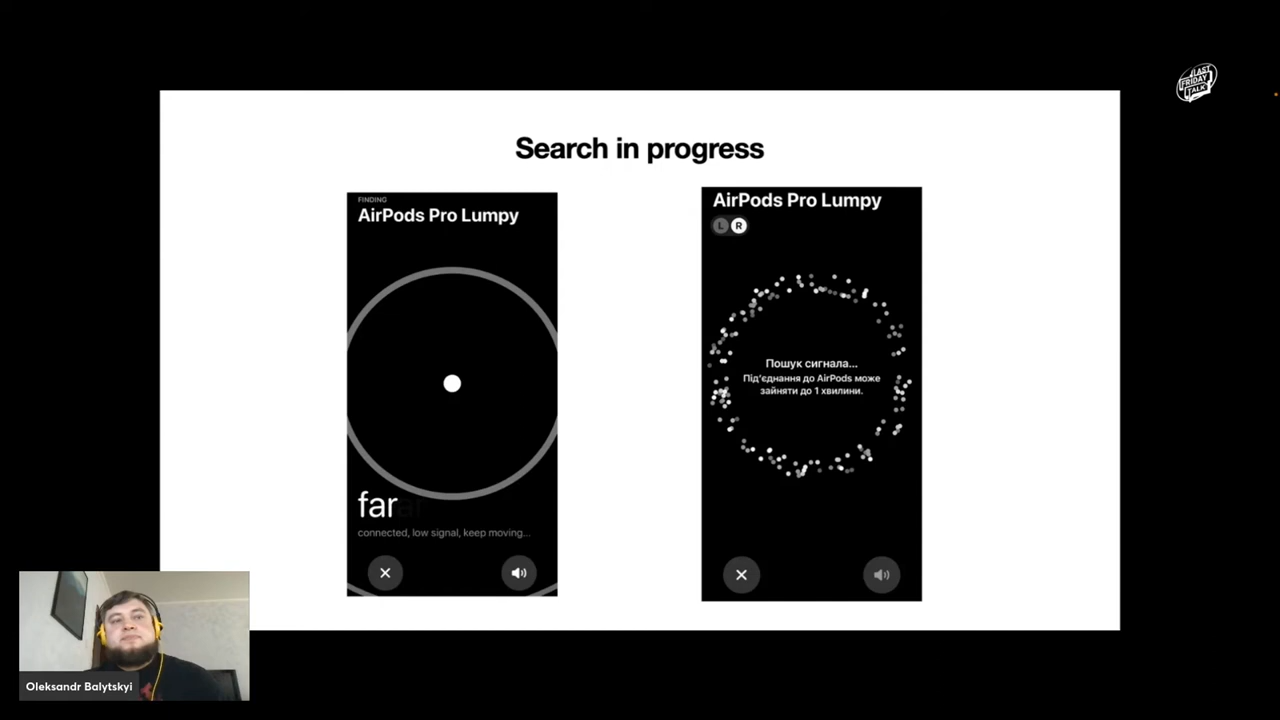 LAST
FRIDAY
TALK
Search in progress
FINDING
AirPods Pro Lumpy
far
connected, low signal, keep moving...
AirPods Pro Lumpy
L R
Пошук сигнала...
Під'єднання до AirPods може
зайняти до 1 хвилини.
Oleksandr Balytskyi